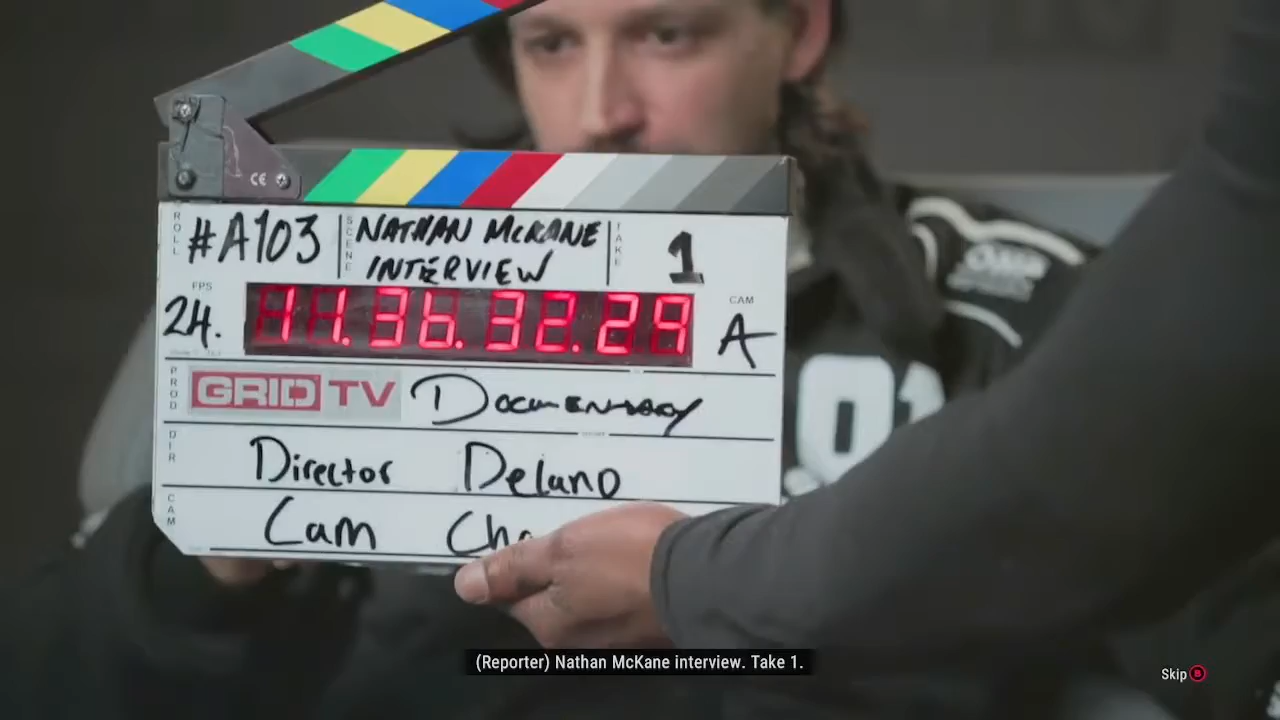 CE
ROLL
#A103
SCENE
NATHAN McKANE
INTERVIEW
TAKE
1
FPS
24.
11.36.32.29
CAM
A
PROD
GRID TV
Documentary
DIR
Director Delano
CAM
Cam
01
(Reporter) Nathan McKane interview. Take 1.
Skip B